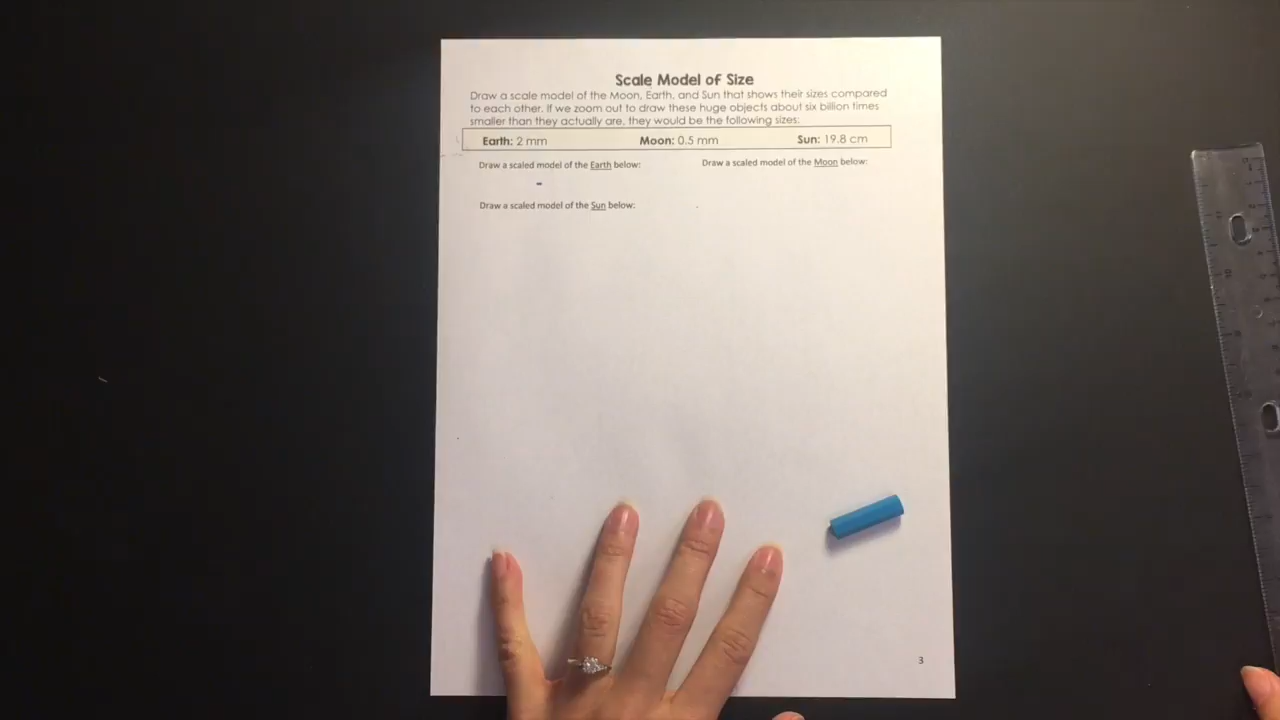 Scale Model of Size
Draw a scale model of the Moon, Earth, and Sun that shows their sizes compared
to each other. If we zoom out to draw these huge objects about six billion times
smaller than they actually are, they would be the following sizes:
Earth: 2 mm Moon: 0.5 mm Sun: 19.8 cm
Draw a scaled model of the Earth below: Draw a scaled model of the Moon below:
Draw a scaled model of the Sun below:
3